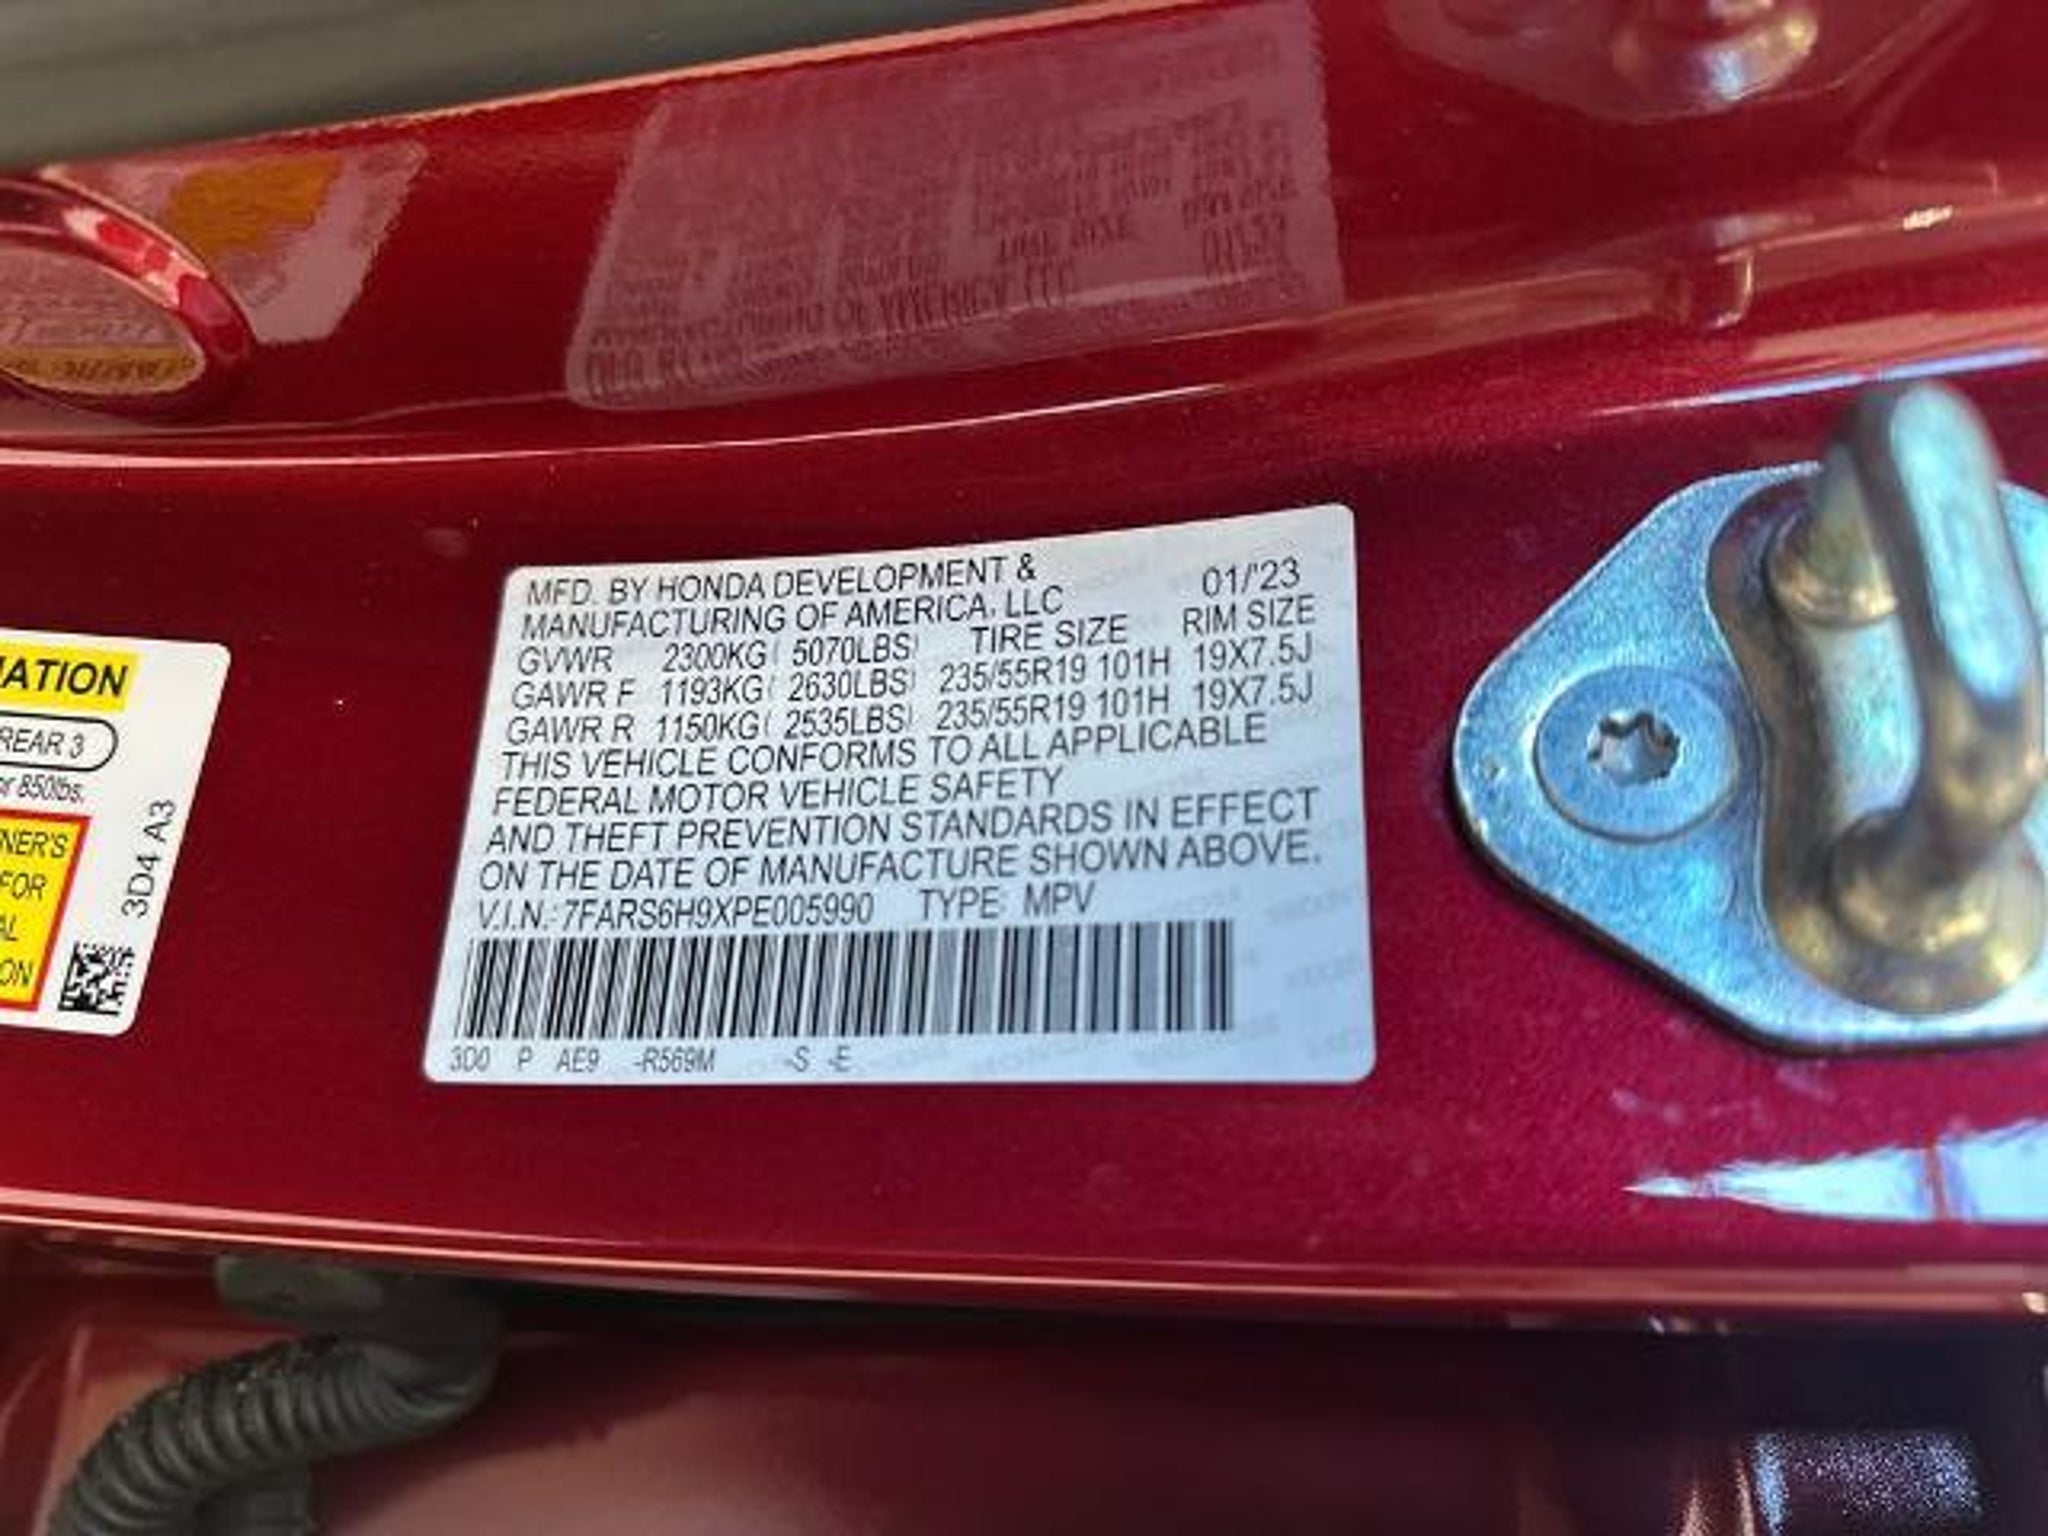 MFD. BY HONDA DEVELOPMENT & 01/'23
MANUFACTURING OF AMERICA, LLC
TIRE SIZE RIM SIZE
GVWR 2300KG( 5070LBS)
GAWR F 1193KG( 2630LBS) 235/55R19 101H 19X7.5J
GAWR R 1150KG( 2535LBS) 235/55R19 101H 19X7.5J
THIS VEHICLE CONFORMS TO ALL APPLICABLE
FEDERAL MOTOR VEHICLE SAFETY
AND THEFT PREVENTION STANDARDS IN EFFECT
ON THE DATE OF MANUFACTURE SHOWN ABOVE.
V.I.N.:7FARS6H9XPE005990 TYPE: MPV
3D0 P AE9 -R569M -S -E
ATION
REAR 3
or 850lbs.
NER'S
FOR
AL
ON
3D4 A3